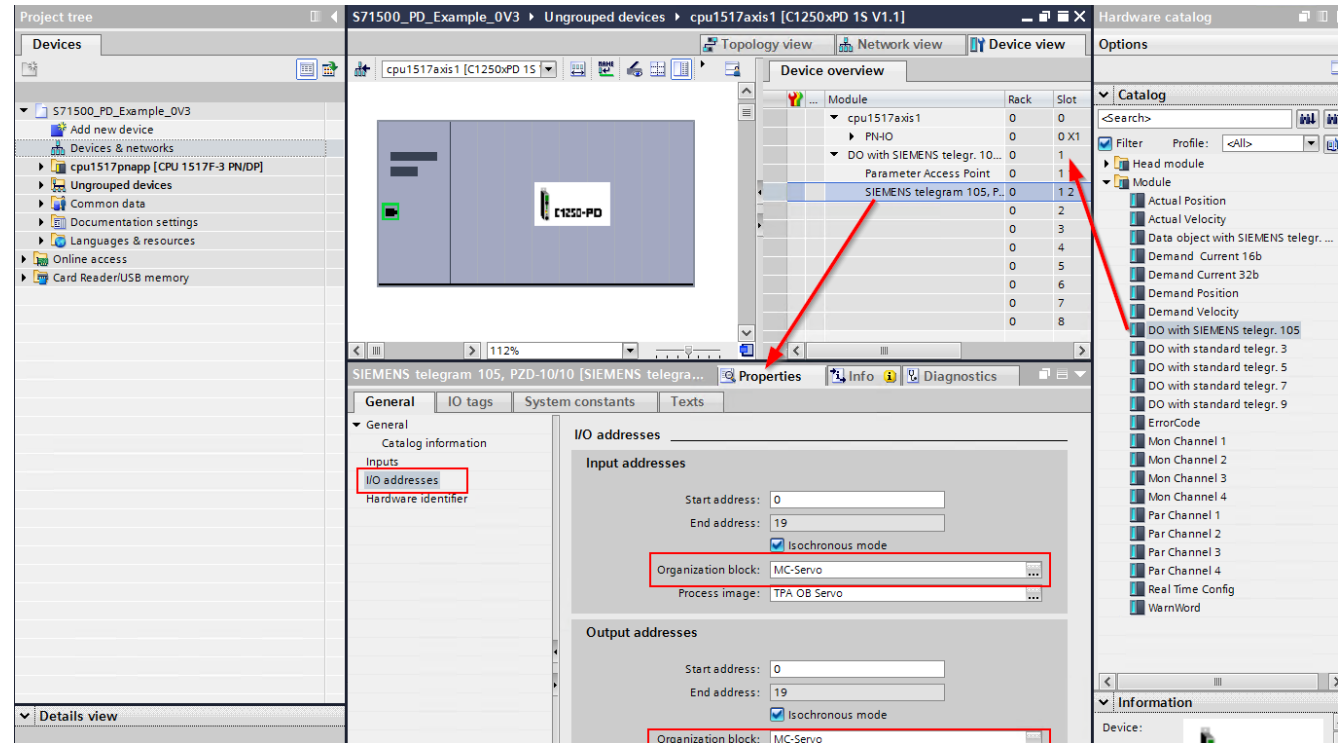 Project tree
Devices
S71500_PD_Example_0V3
Add new device
Devices & networks
cpu1517pnapp [CPU 1517F-3 PN/DP]
Ungrouped devices
Common data
Documentation settings
Languages & resources
Online access
Card Reader/USB memory
Details view
S71500_PD_Example_0V3 ▸ Ungrouped devices ▸ cpu1517axis1 [C1250xPD 1S V1.1]
Topology view
Network view
Device view
cpu1517axis1 [C1250xPD 1S
C1250-PD
112%
Device overview
... Module Rack Slot
cpu1517axis1 0 0
PN-IO 0 0 X1
DO with SIEMENS telegr. 10... 0 1
Parameter Access Point 0 1
SIEMENS telegram 105, P.. 0 1 2
0 2
0 3
0 4
0 5
0 6
0 7
0 8
SIEMENS telegram 105, PZD-10/10 [SIEMENS telegra...
Properties
Info
Diagnostics
General
IO tags
System constants
Texts
General
Catalog information
Inputs
I/O addresses
Hardware identifier
I/O addresses
Input addresses
Start address: 0
End address: 19
Isochronous mode
Organization block: MC-Servo ...
Process image: TPA OB Servo ...
Output addresses
Start address: 0
End address: 19
Isochronous mode
Organization block: MC-Servo
Hardware catalog
Options
Catalog
<Search>
Filter Profile: <All>
Head module
Module
Actual Position
Actual Velocity
Data object with SIEMENS telegr. ...
Demand Current 16b
Demand Current 32b
Demand Position
Demand Velocity
DO with SIEMENS telegr. 105
DO with standard telegr. 3
DO with standard telegr. 5
DO with standard telegr. 7
DO with standard telegr. 9
ErrorCode
Mon Channel 1
Mon Channel 2
Mon Channel 3
Mon Channel 4
Par Channel 1
Par Channel 2
Par Channel 3
Par Channel 4
Real Time Config
WarnWord
Information
Device: